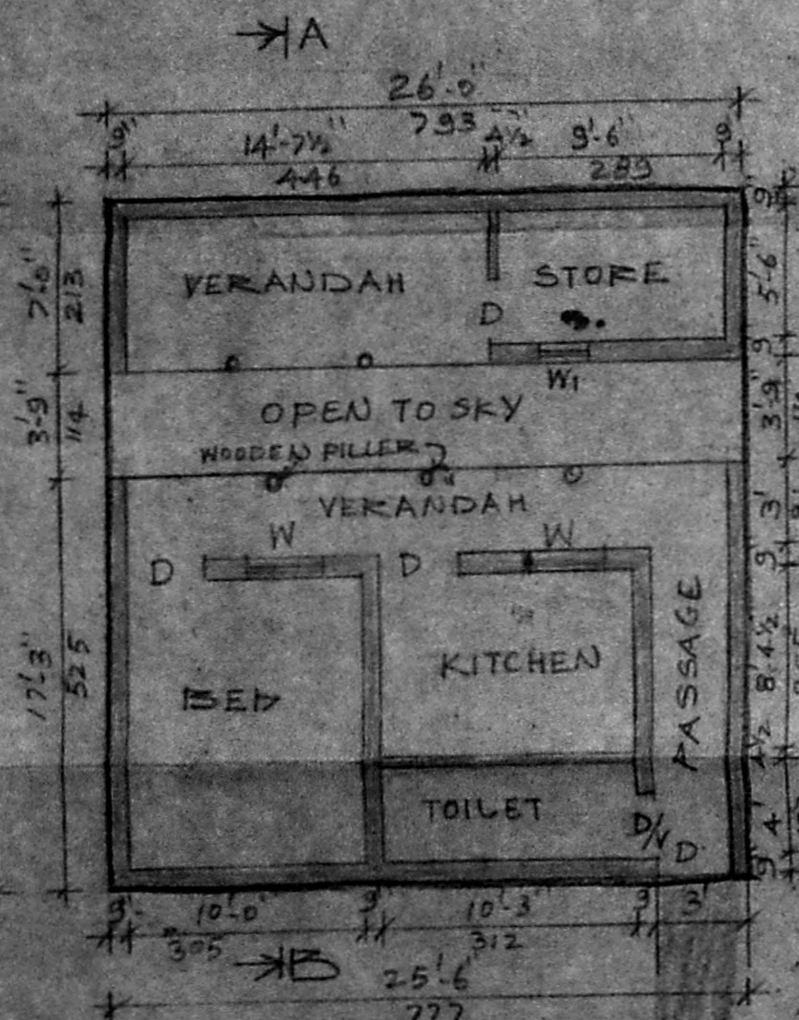 A
26'-0"
793
9" 14'-7½" 4½" 9'-6" 9"
446 289
VERANDAH STORE
D
W1
7'-0"
213
3'-9"
114
17'-3"
525
9"
5'-6"
9"
3'9"
3'
9"
8'4½"
4½
4'
9"
OPEN TO SKY
WOODEN PILLER
VERANDAH
D W D W
BED KITCHEN PASSAGE
TOILET
D/V D
9" 10'-0" 9" 10'-3" 9 3'
305 312
B
25'-6"
777